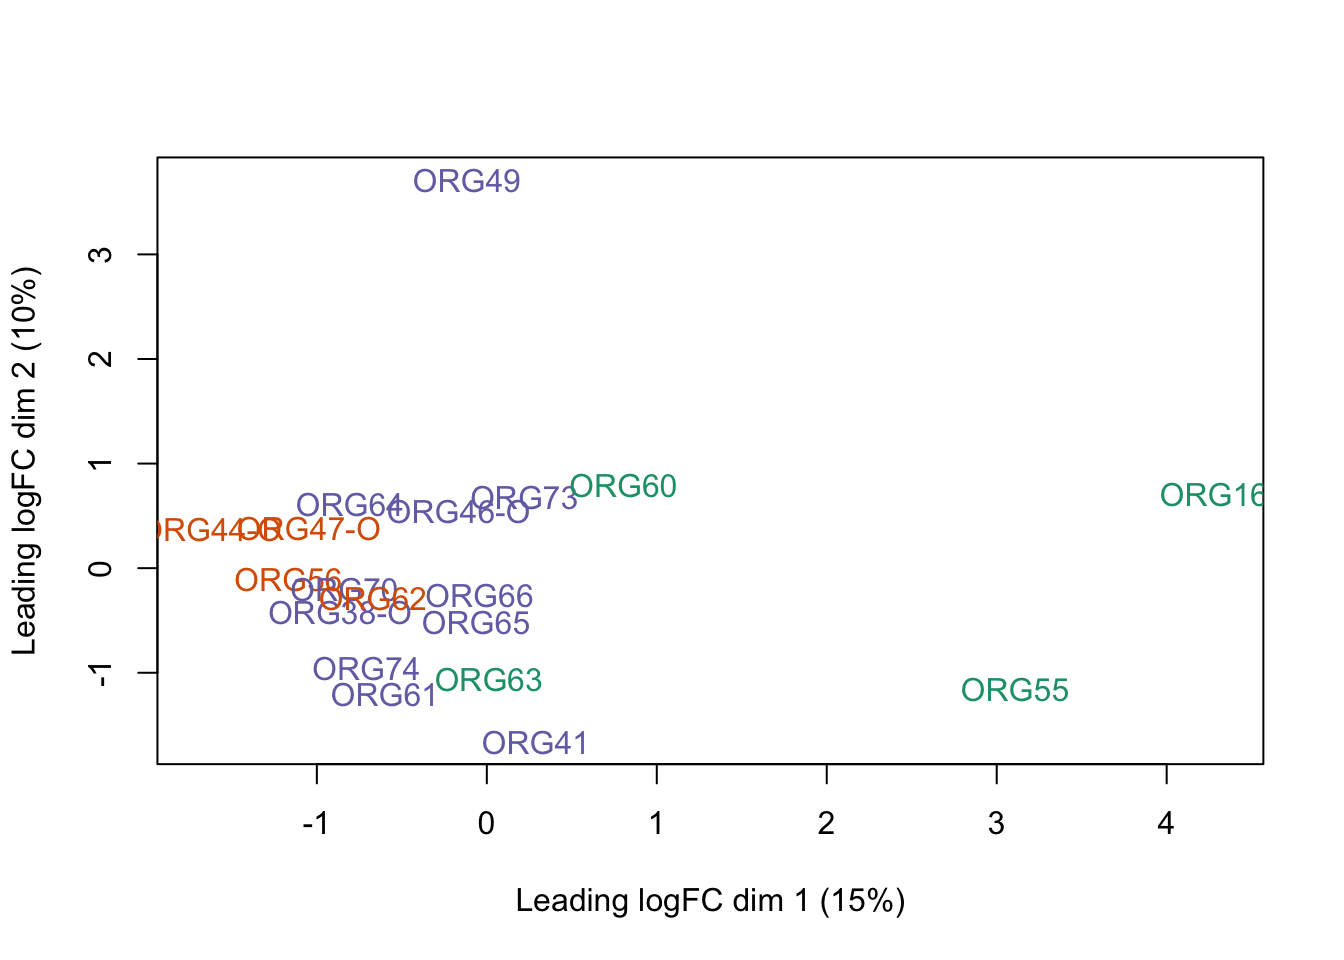 ORG49
3
2
1
0
-1
Leading logFC dim 2 (10%)
ORG60
ORG16
ORG73
ORG64
ORG46-O
ORG44-O
ORG47-O
ORG56
ORG70
ORG62
ORG66
ORG38-O
ORG65
ORG74
ORG63
ORG61
ORG55
ORG41
-1
0
1
2
3
4
Leading logFC dim 1 (15%)